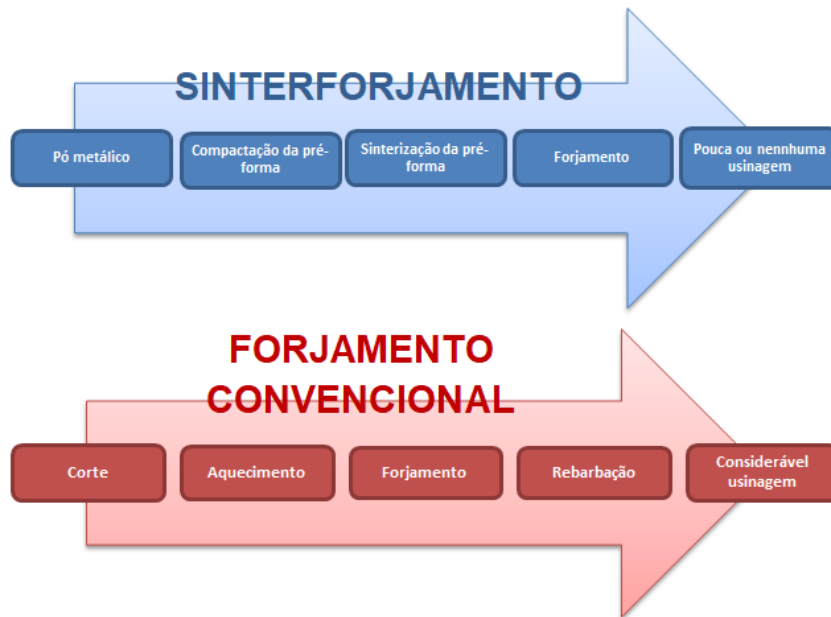 SINTERFORJAMENTO
Pó metálico
Compactação da pré-
forma
Sinterização da pré-
forma
Forjamento
Pouca ou nennhuma
usinagem
FORJAMENTO
CONVENCIONAL
Corte
Aquecimento
Forjamento
Rebarbação
Considerável
usinagem